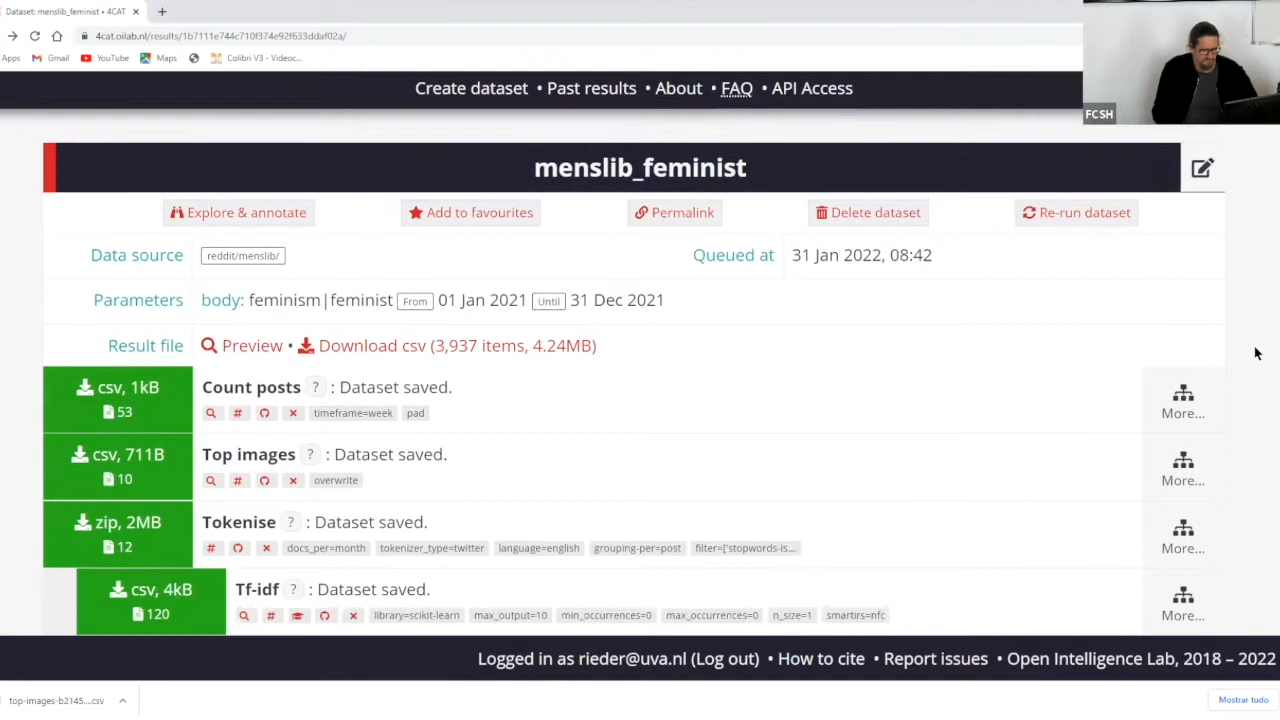 Dataset: menslib_feminist • 4CAT
4cat.oilab.nl/results/1b7111e744c710f374e92f633ddaf02a/
Apps Gmail YouTube Maps Colibri V3 - Videoc...
Create dataset • Past results • About • FAQ • API Access
FCSH
menslib_feminist
Explore & annotate Add to favourites Permalink Delete dataset Re-run dataset
Data source reddit/menslib/ Queued at 31 Jan 2022, 08:42
Parameters body: feminism|feminist From 01 Jan 2021 Until 31 Dec 2021
Result file Preview • Download csv (3,937 items, 4.24MB)
csv, 1kB Count posts ? : Dataset saved.
53 # timeframe=week pad More...
csv, 711B Top images ? : Dataset saved.
10 # overwrite More...
zip, 2MB Tokenise ? : Dataset saved.
12 # docs_per=month tokenizer_type=twitter language=english grouping-per=post filter=['stopwords-is... More...
csv, 4kB Tf-idf ? : Dataset saved.
120 # library=scikit-learn max_output=10 min_occurrences=0 max_occurrences=0 n_size=1 smartirs=nfc More...
Logged in as rieder@uva.nl (Log out) • How to cite • Report issues • Open Intelligence Lab, 2018 – 2022
top-images-b2145....csv Mostrar tudo